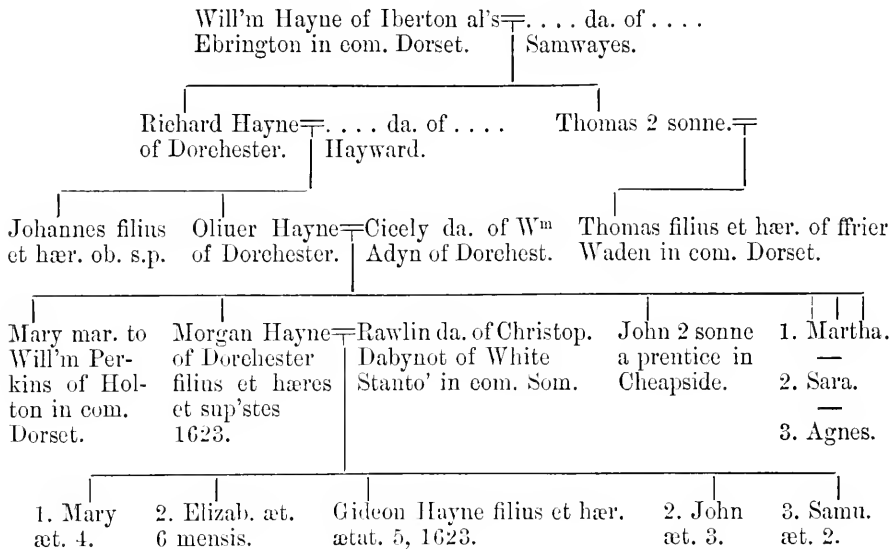 Will'm Hayne of Iberton al's=. . . . da. of . . . .
Ebrington in com. Dorset. Samwayes.
Richard Hayne=. . . . da. of . . . . Thomas 2 sonne.=
of Dorchester. Hayward.
Johannes filius Oliuer Hayne=Cicely da. of Wm Thomas filius et hær. of ffrier
et hær. ob. s.p. of Dorchester. Adyn of Dorchest. Waden in com. Dorset.
Mary mar. to Morgan Hayne=Rawlin da. of Christop. John 2 sonne 1. Martha.
Will'm Per- of Dorchester Dabynot of White a prentice in —
kins of Hol- filius et hæres Stanto' in com. Som. Cheapside. 2. Sara.
ton in com. et sup'stes —
Dorset. 1623. 3. Agnes.
1. Mary 2. Elizab. æt. Gideon Hayne filius et hær. 2. John 3. Samu.
æt. 4. 6 mensis. ætat. 5, 1623. æt. 3. æt. 2.